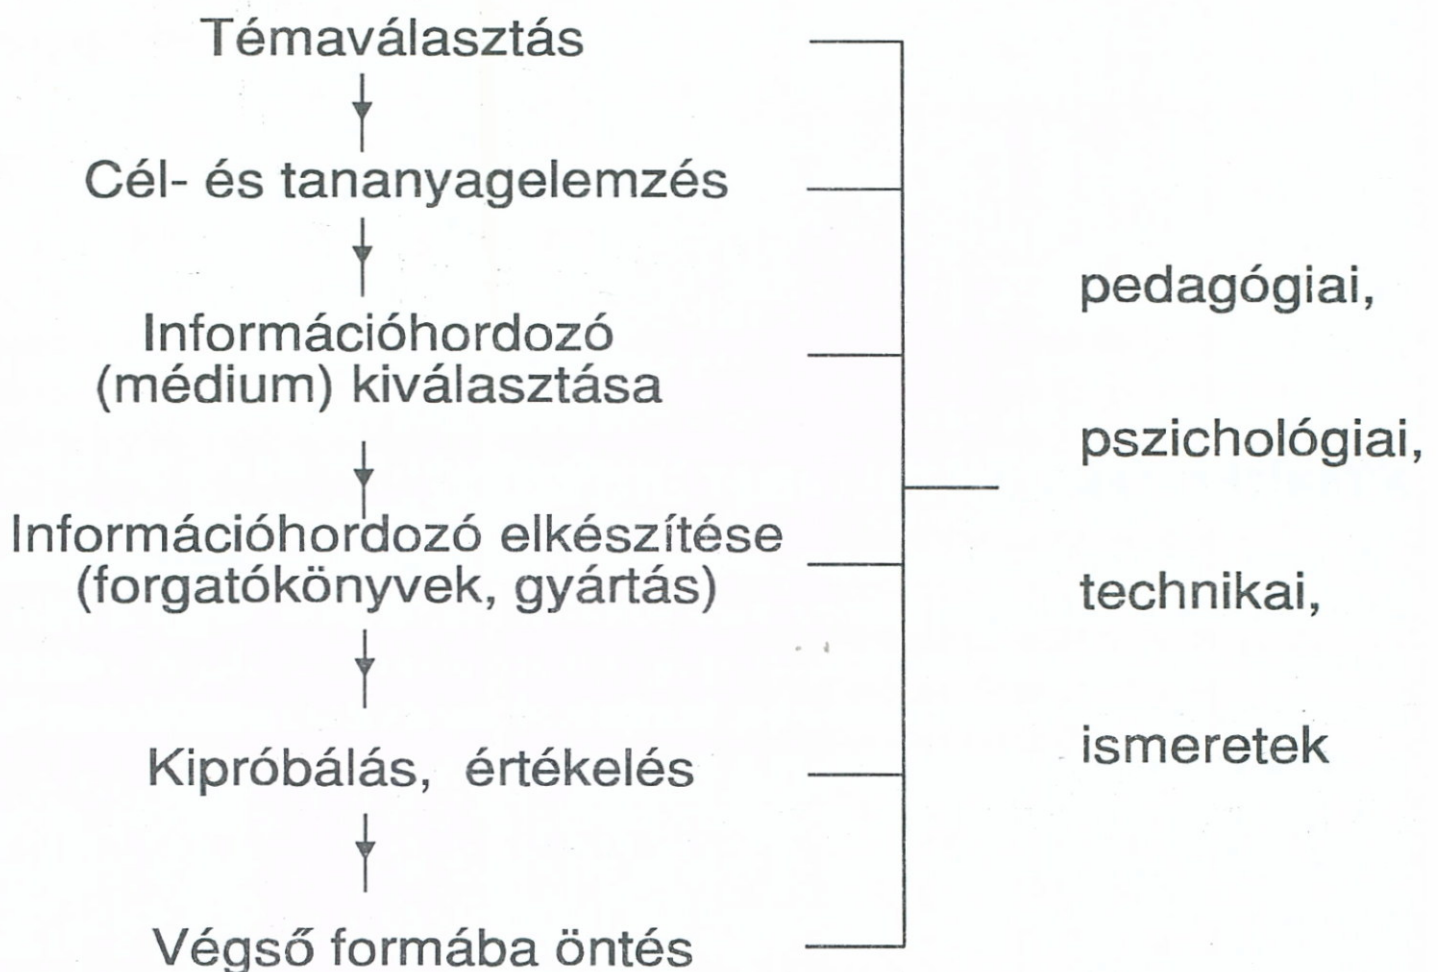 Témaválasztás
Cél- és tananyagelemzés
Információhordozó
(médium) kiválasztása
Információhordozó elkészítése
(forgatókönyvek, gyártás)
Kipróbálás, értékelés
Végső formába öntés
pedagógiai,
pszichológiai,
technikai,
ismeretek